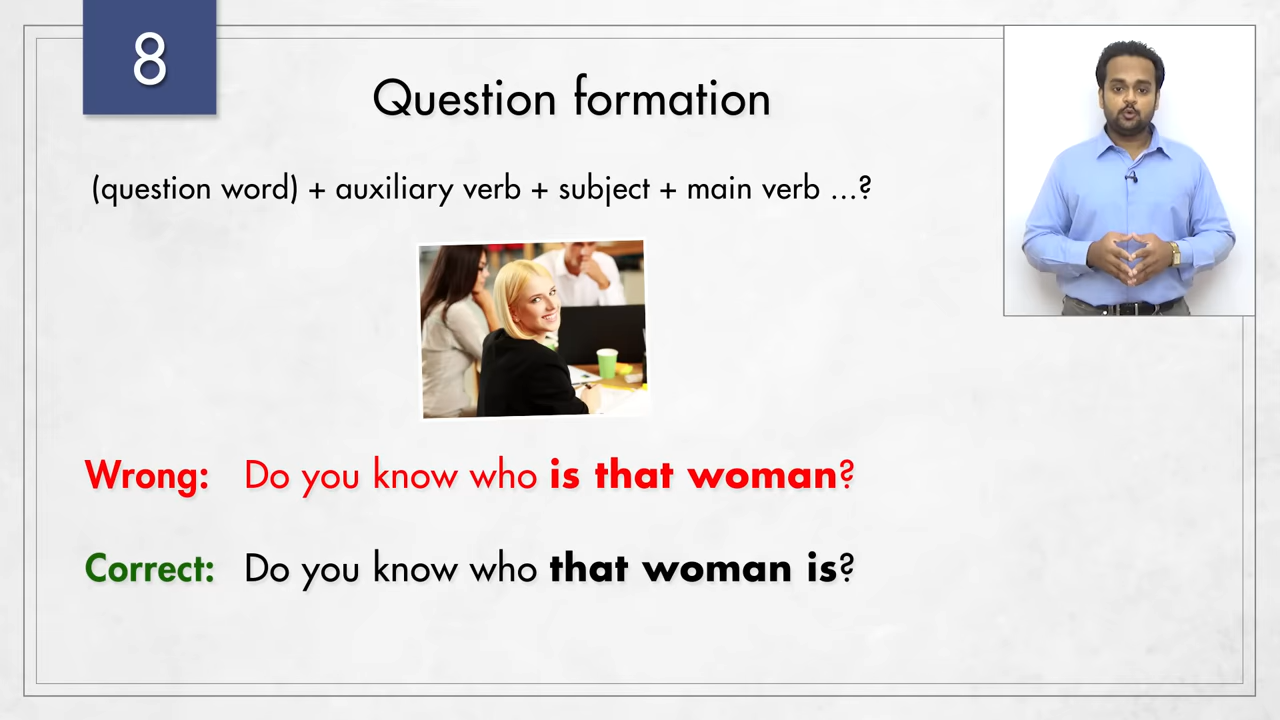 8
Question formation
(question word) + auxiliary verb + subject + main verb ...?
Wrong: Do you know who is that woman?
Correct: Do you know who that woman is?